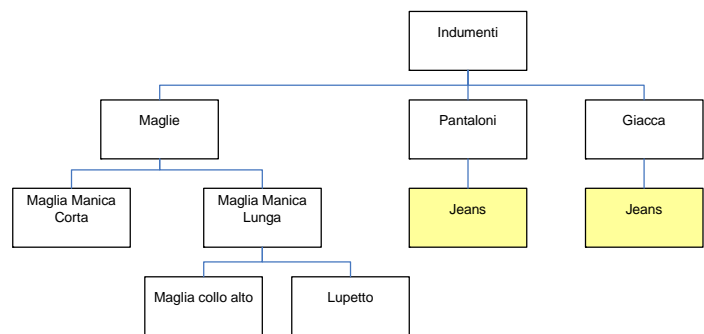 Indumenti
Maglie
Pantaloni
Giacca
Maglia Manica
Corta
Maglia Manica
Lunga
Jeans
Jeans
Maglia collo alto
Lupetto